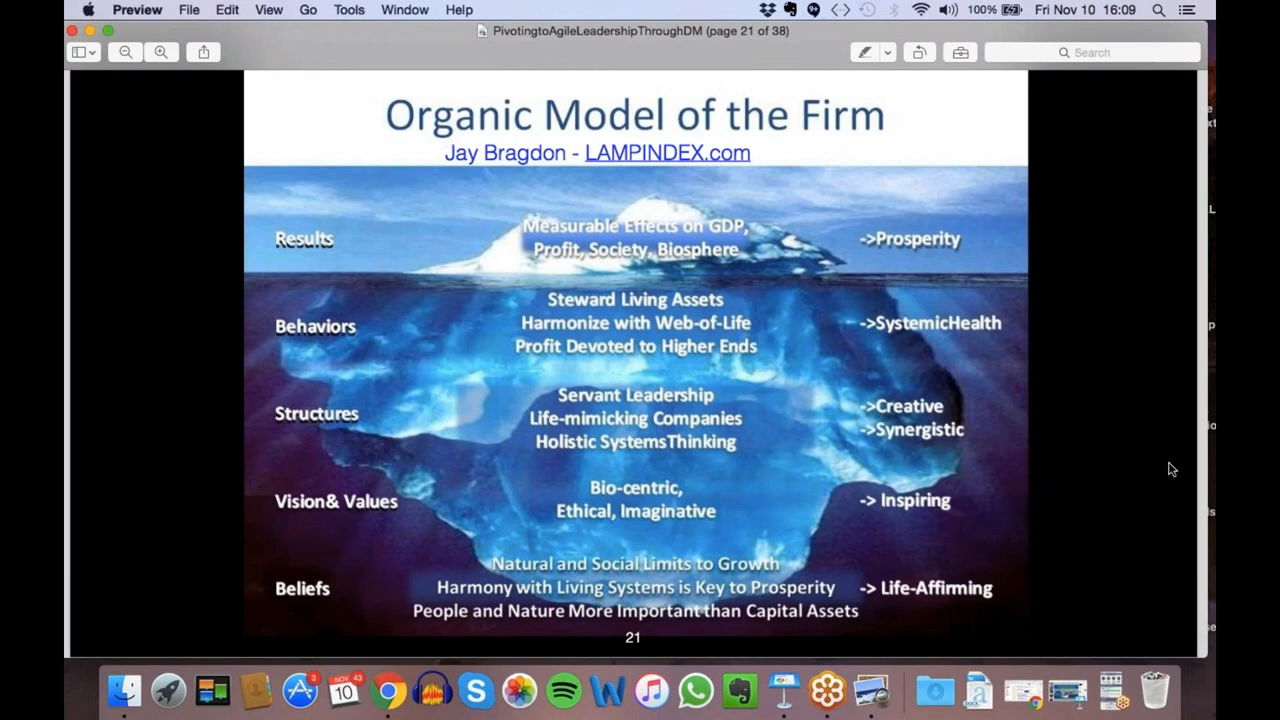 Preview File Edit View Go Tools Window Help 100% Fri Nov 10 16:09
PivotingtoAgileLeadershipThroughDM (page 21 of 38)
Search
Organic Model of the Firm
Jay Bragdon - LAMPINDEX.com
Results
Measurable Effects on GDP,
Profit, Society, Biosphere
->Prosperity
Behaviors
Steward Living Assets
Harmonize with Web-of-Life
Profit Devoted to Higher Ends
->SystemicHealth
Structures
Servant Leadership
Life-mimicking Companies
Holistic SystemsThinking
->Creative
->Synergistic
Vision& Values
Bio-centric,
Ethical, Imaginative
-> Inspiring
Beliefs
Natural and Social Limits to Growth
Harmony with Living Systems is Key to Prosperity
People and Nature More Important than Capital Assets
-> Life-Affirming
21
3
NOV 43
10